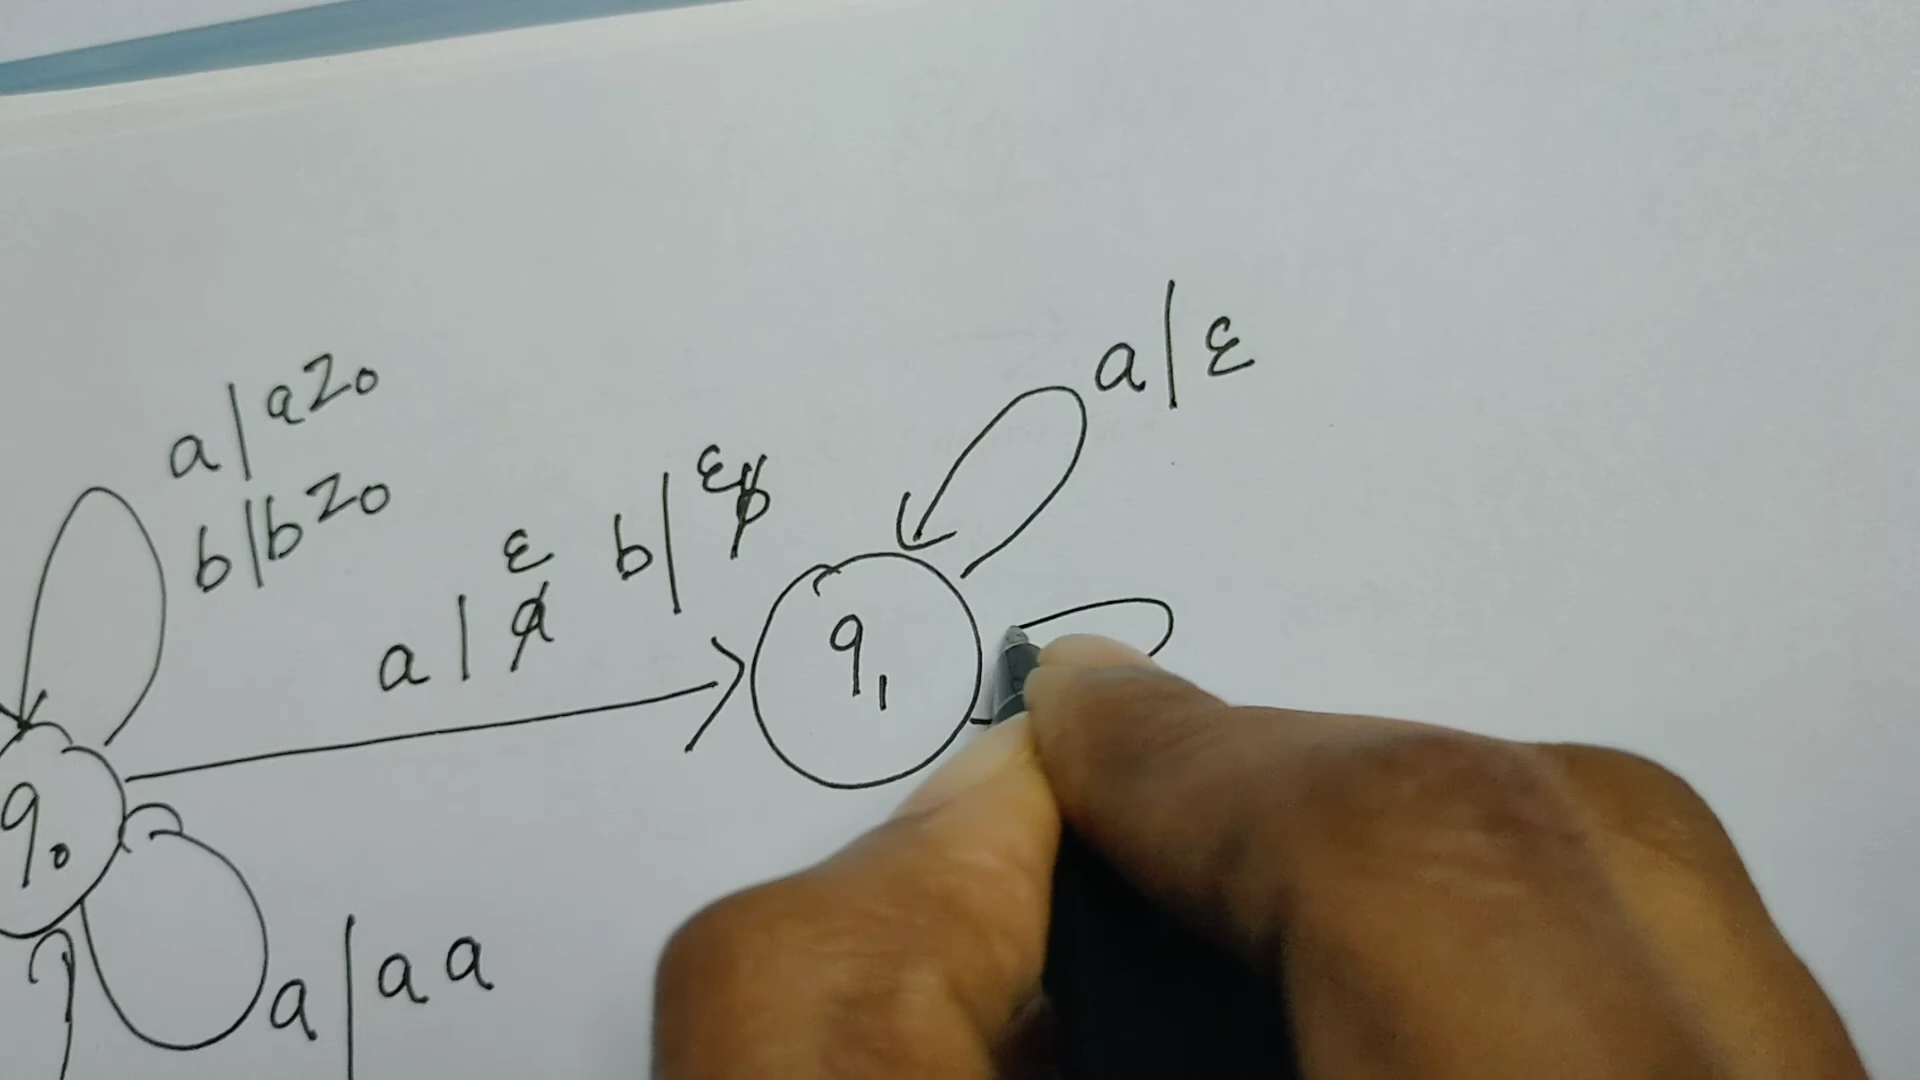 a|aZ₀
b|bZ₀
a|ε a
b|ε b
a|ε
q₁
q₀
a|aa